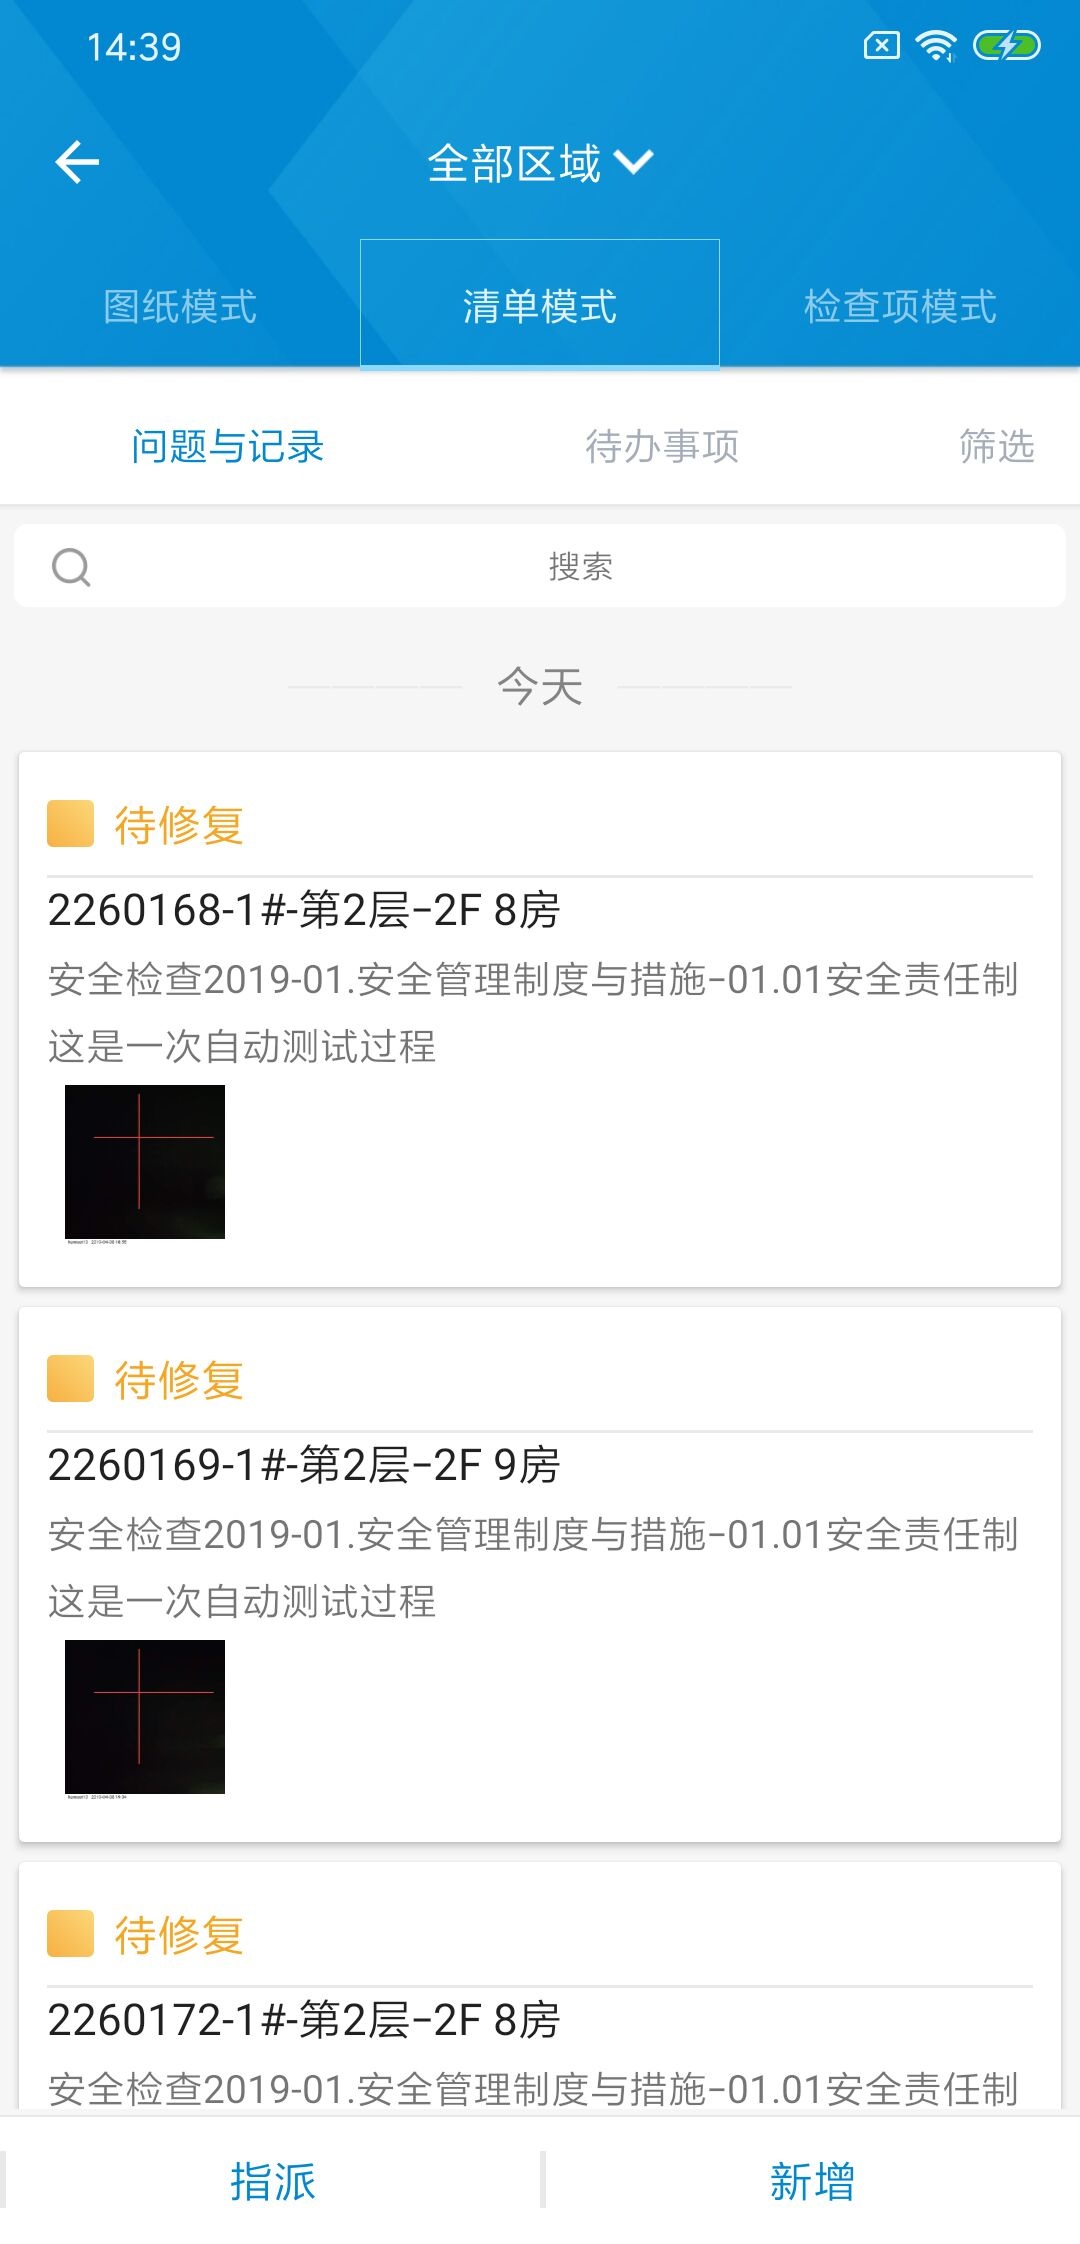 14:39
全部区域
图纸模式
清单模式
检查项模式
问题与记录
待办事项
筛选
搜索
今天
待修复
2260168-1#-第2层-2F 8房
安全检查2019-01.安全管理制度与措施-01.01安全责任制
这是一次自动测试过程
待修复
2260169-1#-第2层-2F 9房
安全检查2019-01.安全管理制度与措施-01.01安全责任制
这是一次自动测试过程
待修复
2260172-1#-第2层-2F 8房
安全检查2019-01.安全管理制度与措施-01.01安全责任制
指派
新增